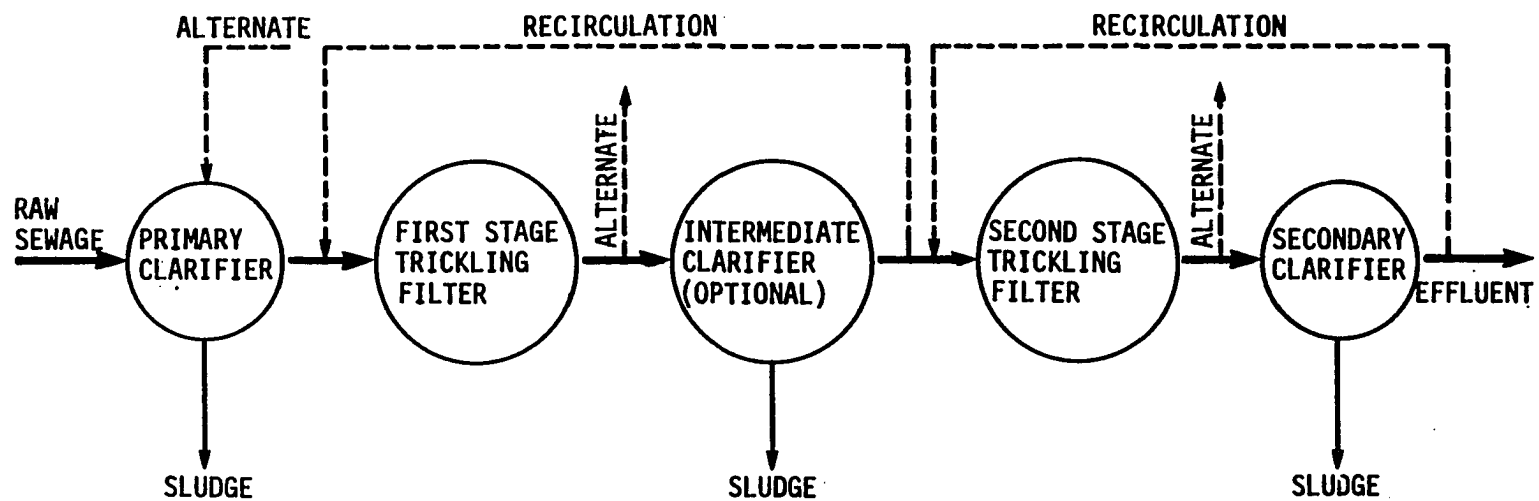 ALTERNATE
RECIRCULATION
RECIRCULATION
ALTERNATE
ALTERNATE
RAW
SEWAGE
PRIMARY
CLARIFIER
FIRST STAGE
TRICKLING
FILTER
INTERMEDIATE
CLARIFIER
(OPTIONAL)
SECOND STAGE
TRICKLING
FILTER
SECONDARY
CLARIFIER
EFFLUENT
SLUDGE
SLUDGE
SLUDGE